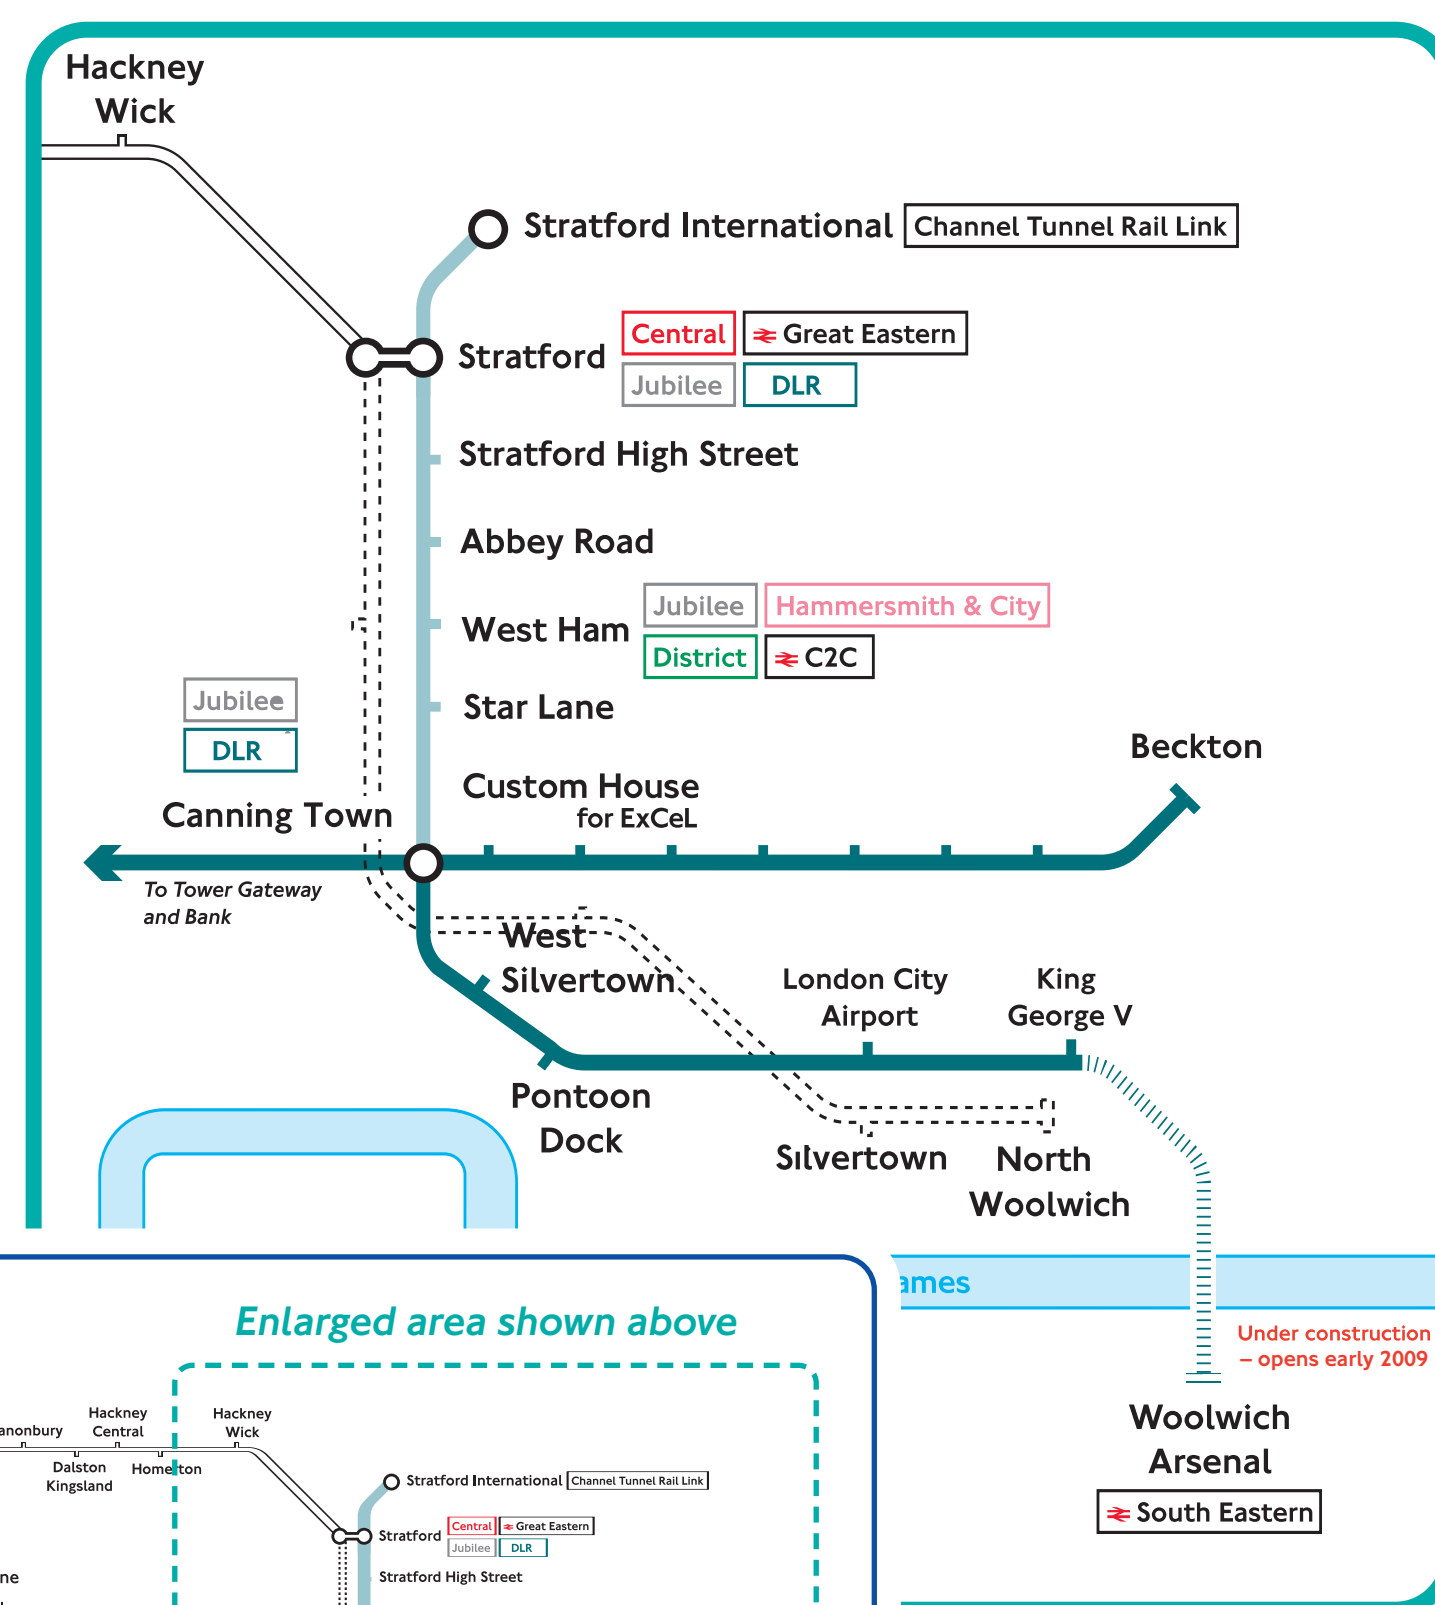 Hackney
Wick
Stratford International
Channel Tunnel Rail Link
Stratford
Central
Great Eastern
Jubilee
DLR
Stratford High Street
Abbey Road
West Ham
Jubilee
Hammersmith & City
District
C2C
Star Lane
Jubilee
DLR
Canning Town
Custom House
for ExCeL
Beckton
To Tower Gateway
and Bank
West
Silvertown
London City
Airport
King
George V
Pontoon
Dock
Silvertown
North
Woolwich
ames
Under construction
– opens early 2009
Woolwich
Arsenal
South Eastern
Enlarged area shown above
anonbury
Hackney
Central
Hackney
Wick
Dalston
Kingsland
Homerton
Stratford International
Channel Tunnel Rail Link
Stratford
Central
Great Eastern
Jubilee
DLR
Stratford High Street
ne